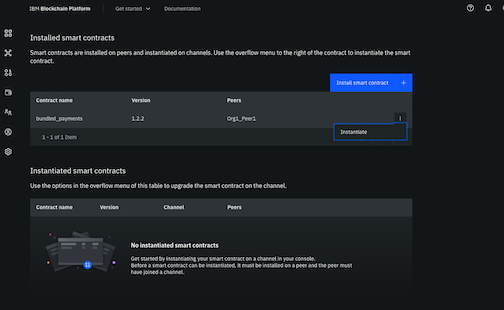 IBM Blockchain Platform Get started Documentation
Installed smart contracts
Smart contracts are installed on peers and instantiated on channels. Use the overflow menu to the right of the contract to instantiate the smart
contract.
Install smart contract +
Contract name Version Peers
bundled_payments 1.2.2 Org1_Peer1
1 - 1 of 1 Item
Instantiate
Instantiated smart contracts
Use the options in the overflow menu of this table to upgrade the smart contract on the channel.
Contract name Version Channel Peers
No instantiated smart contracts
Get started by instantiating your smart contract on a channel in your console.
Before a smart contract can be instantiated, it must be installed on a peer and the peer must
have joined a channel.